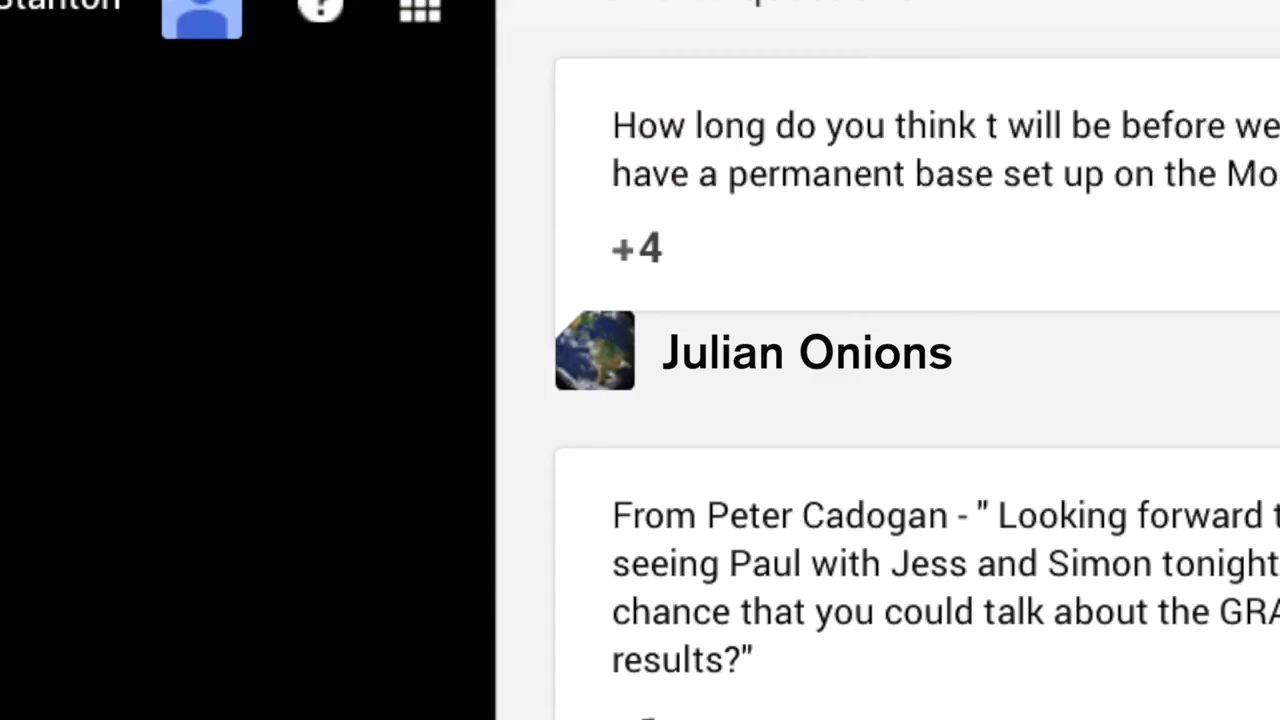 Stanton
?
How long do you think t will be before we
have a permanent base set up on the Mo
+4
Julian Onions
From Peter Cadogan - " Looking forward t
seeing Paul with Jess and Simon tonight
chance that you could talk about the GRA
results?"